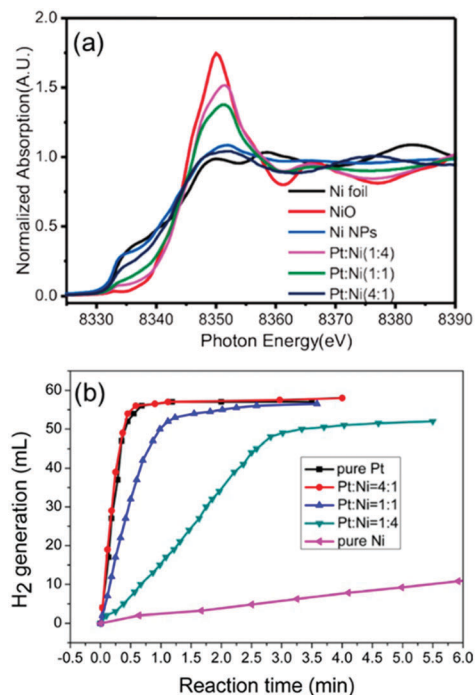 (a)
Normalized Absorption(A.U.)
2.0
1.5
1.0
0.5
0.0
Ni foil
NiO
Ni NPs
Pt:Ni(1:4)
Pt:Ni(1:1)
Pt:Ni(4:1)
8330 8340 8350 8360 8370 8380 8390
Photon Energy(eV)
(b)
H2 generation (mL)
60
50
40
30
20
10
0
pure Pt
Pt:Ni=4:1
Pt:Ni=1:1
Pt:Ni=1:4
pure Ni
-0.5 0.0 0.5 1.0 1.5 2.0 2.5 3.0 3.5 4.0 4.5 5.0 5.5 6.0
Reaction time (min)